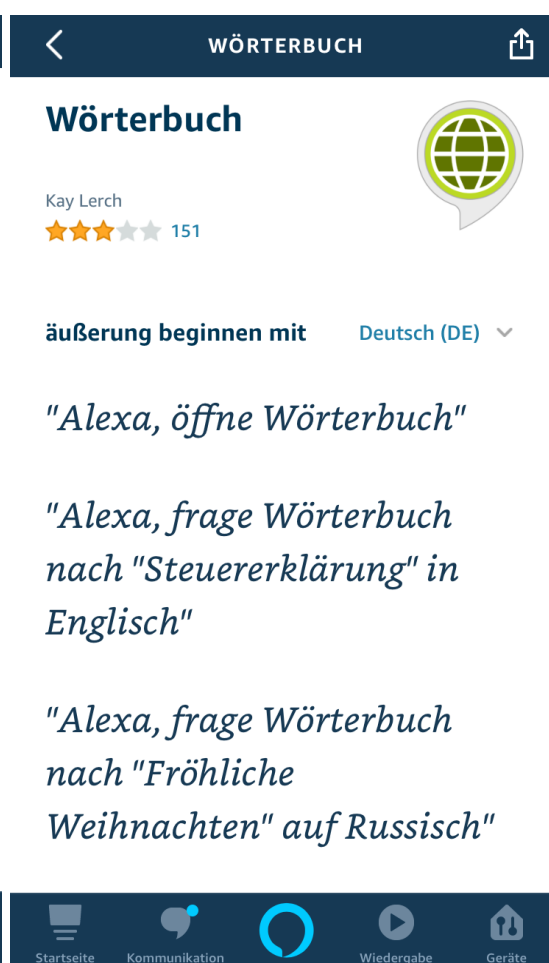 WÖRTERBUCH
Wörterbuch
Kay Lerch
151
äußerung beginnen mit Deutsch (DE)
"Alexa, öffne Wörterbuch"
"Alexa, frage Wörterbuch
nach "Steuererklärung" in
Englisch"
"Alexa, frage Wörterbuch
nach "Fröhliche
Weihnachten" auf Russisch"
Startseite Kommunikation Wiedergabe Geräte